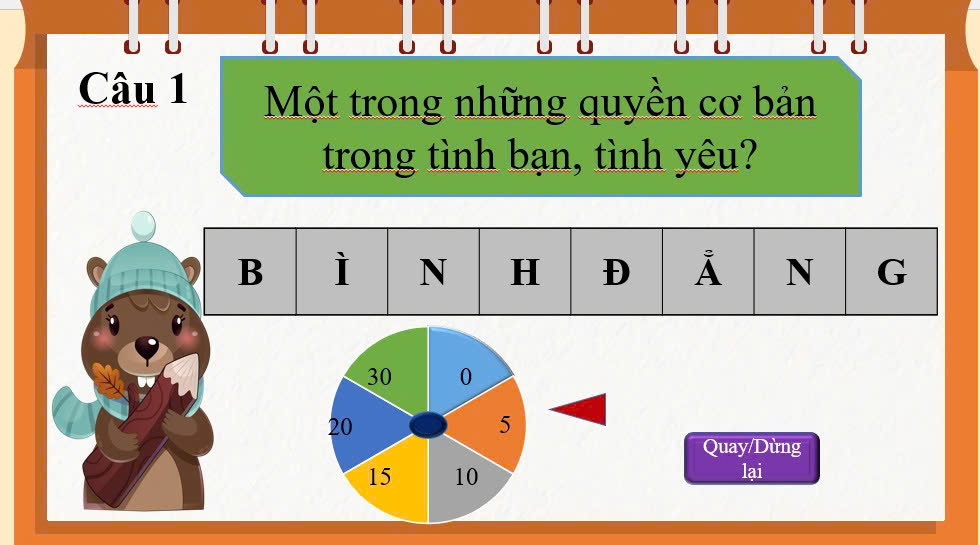 Câu 1
Một trong những quyền cơ bản
trong tình bạn, tình yêu?
B Ì N H Đ Ẳ N G
30 0
20 5
15 10
Quay/Dừng
lại